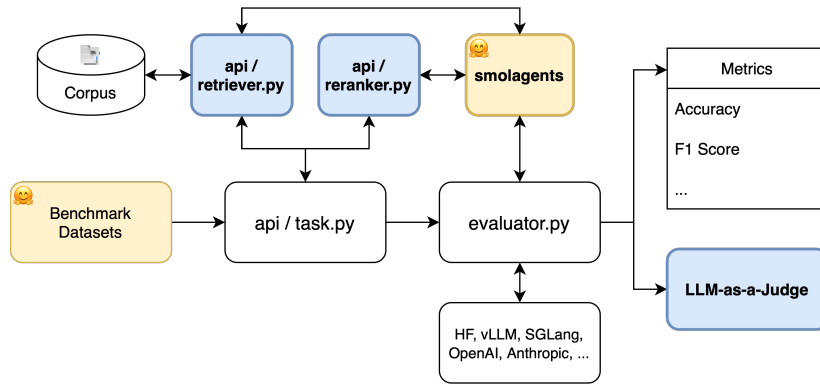 Corpus
api /
retriever.py
api /
reranker.py
smolagents
Metrics
Accuracy
F1 Score
...
Benchmark
Datasets
api / task.py
evaluator.py
LLM-as-a-Judge
HF, vLLM, SGLang,
OpenAI, Anthropic, ...